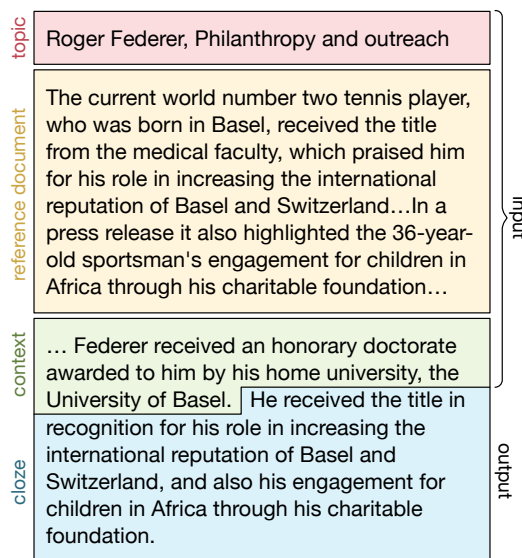 topic
Roger Federer, Philanthropy and outreach
reference document
The current world number two tennis player,
who was born in Basel, received the title
from the medical faculty, which praised him
for his role in increasing the international
reputation of Basel and Switzerland...In a
press release it also highlighted the 36-year-
old sportsman's engagement for children in
Africa through his charitable foundation...
input
context
... Federer received an honorary doctorate
awarded to him by his home university, the
University of Basel.
cloze
He received the title in
recognition for his role in increasing the
international reputation of Basel and
Switzerland, and also his engagement for
children in Africa through his charitable
foundation.
output